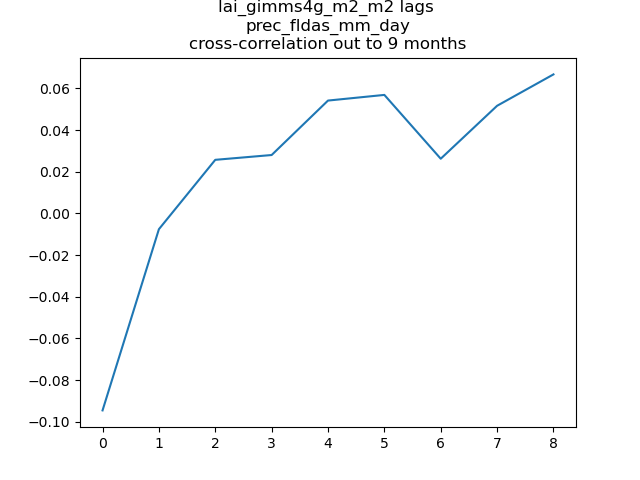 lai_gimms4g_m2_m2 lags
prec_fldas_mm_day
cross-correlation out to 9 months
0.06
0.04
0.02
0.00
−0.02
−0.04
−0.06
−0.08
−0.10
0 1 2 3 4 5 6 7 8